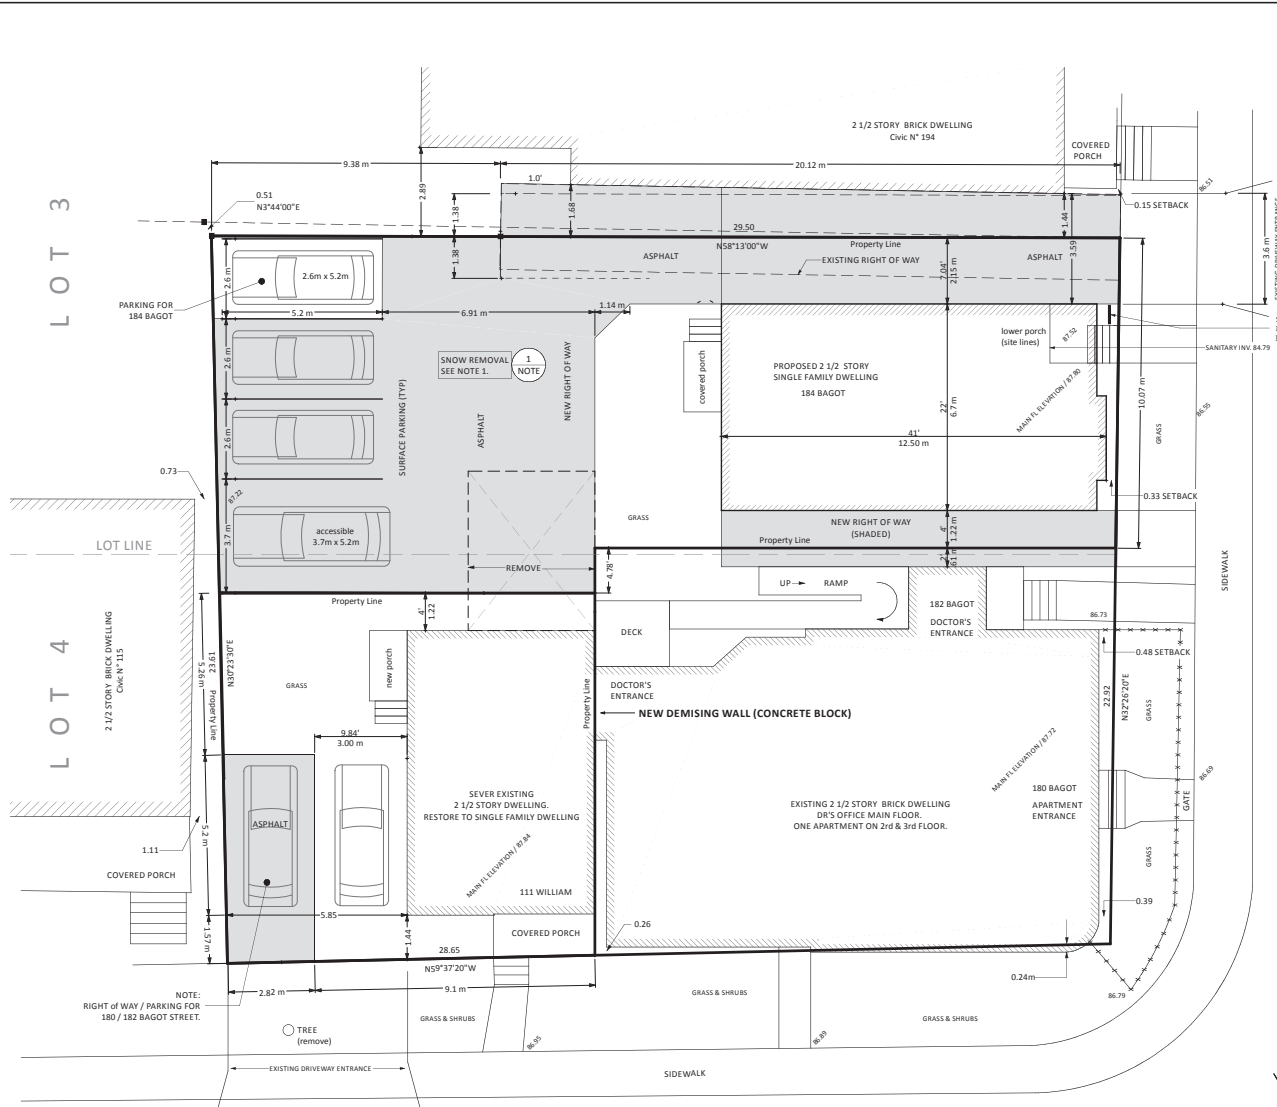 2 1/2 STORY BRICK DWELLING
Civic N° 194
COVERED
PORCH
9.38 m
20.12 m
1.0'
2.89
0.51
N3°44'00"E
1.38
1.68
1.44
86.51
0.15 SETBACK
LOT 3
29.50
N58°13'00"W
Property Line
3.59
3.6 m
1.38
ASPHALT
EXISTING RIGHT OF WAY
7.04'
2.15 m
ASPHALT
2.6 m
2.6m x 5.2m
PARKING FOR
184 BAGOT
5.2 m
6.91 m
1.14 m
lower porch
(site lines)
87.52
SANITARY INV. 84.79
2.6 m
SNOW REMOVAL
SEE NOTE 1.
1
NOTE
NEW RIGHT OF WAY
covered porch
PROPOSED 2 1/2 STORY
SINGLE FAMILY DWELLING
184 BAGOT
MAIN FL ELEVATION / 87.80
22'
6.7 m
10.07 m
86.55
2.6 m
SURFACE PARKING (TYP)
ASPHALT
41'
12.50 m
GRASS
0.73
87.22
0.33 SETBACK
3.7 m
accessible
3.7m x 5.2m
GRASS
NEW RIGHT OF WAY
(SHADED)
4'
1.22 m
LOT LINE
Property Line
2'
.61 m
REMOVE
4.78'
UP
RAMP
SIDEWALK
Property Line
4'
1.22
182 BAGOT
DOCTOR'S
ENTRANCE
86.73
DECK
0.48 SETBACK
LOT 4
2 1/2 STORY BRICK DWELLING
Civic N° 115
5.26 m
23.61
N30°23'30"E
Property Line
GRASS
new porch
DOCTOR'S
ENTRANCE
Property Line
NEW DEMISING WALL (CONCRETE BLOCK)
22.92
N32°26'20"E
GRASS
9.84'
3.00 m
MAIN FL ELEVATION / 87.72
86.69
SEVER EXISTING
2 1/2 STORY DWELLING.
RESTORE TO SINGLE FAMILY DWELLING
EXISTING 2 1/2 STORY BRICK DWELLING
DR'S OFFICE MAIN FLOOR.
ONE APARTMENT ON 2rd & 3rd FLOOR.
180 BAGOT
APARTMENT
ENTRANCE
GATE
5.2 m
ASPHALT
1.11
COVERED PORCH
MAIN FL ELEVATION / 87.84
111 WILLIAM
GRASS
5.85
0.39
1.57m
1.44
COVERED PORCH
0.26
28.65
N59°37'20"W
0.24m
NOTE:
RIGHT of WAY / PARKING FOR
180 / 182 BAGOT STREET.
2.82 m
9.1 m
GRASS & SHRUBS
86.79
TREE
(remove)
GRASS & SHRUBS
GRASS & SHRUBS
86.95
86.89
EXISTING DRIVEWAY ENTRANCE
SIDEWALK